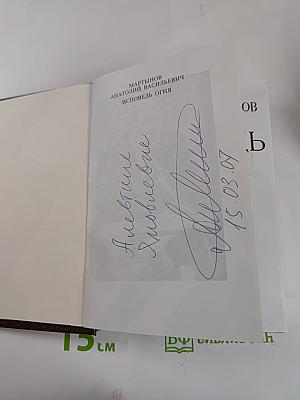 МАРТЫНОВ
АНАТОЛИЙ ВАСИЛЬЕВИЧ
ИСПОВЕДЬ ОГНЯ
ОВ
Ь
Алевтине
Яковлевне
15.03.07
15 см